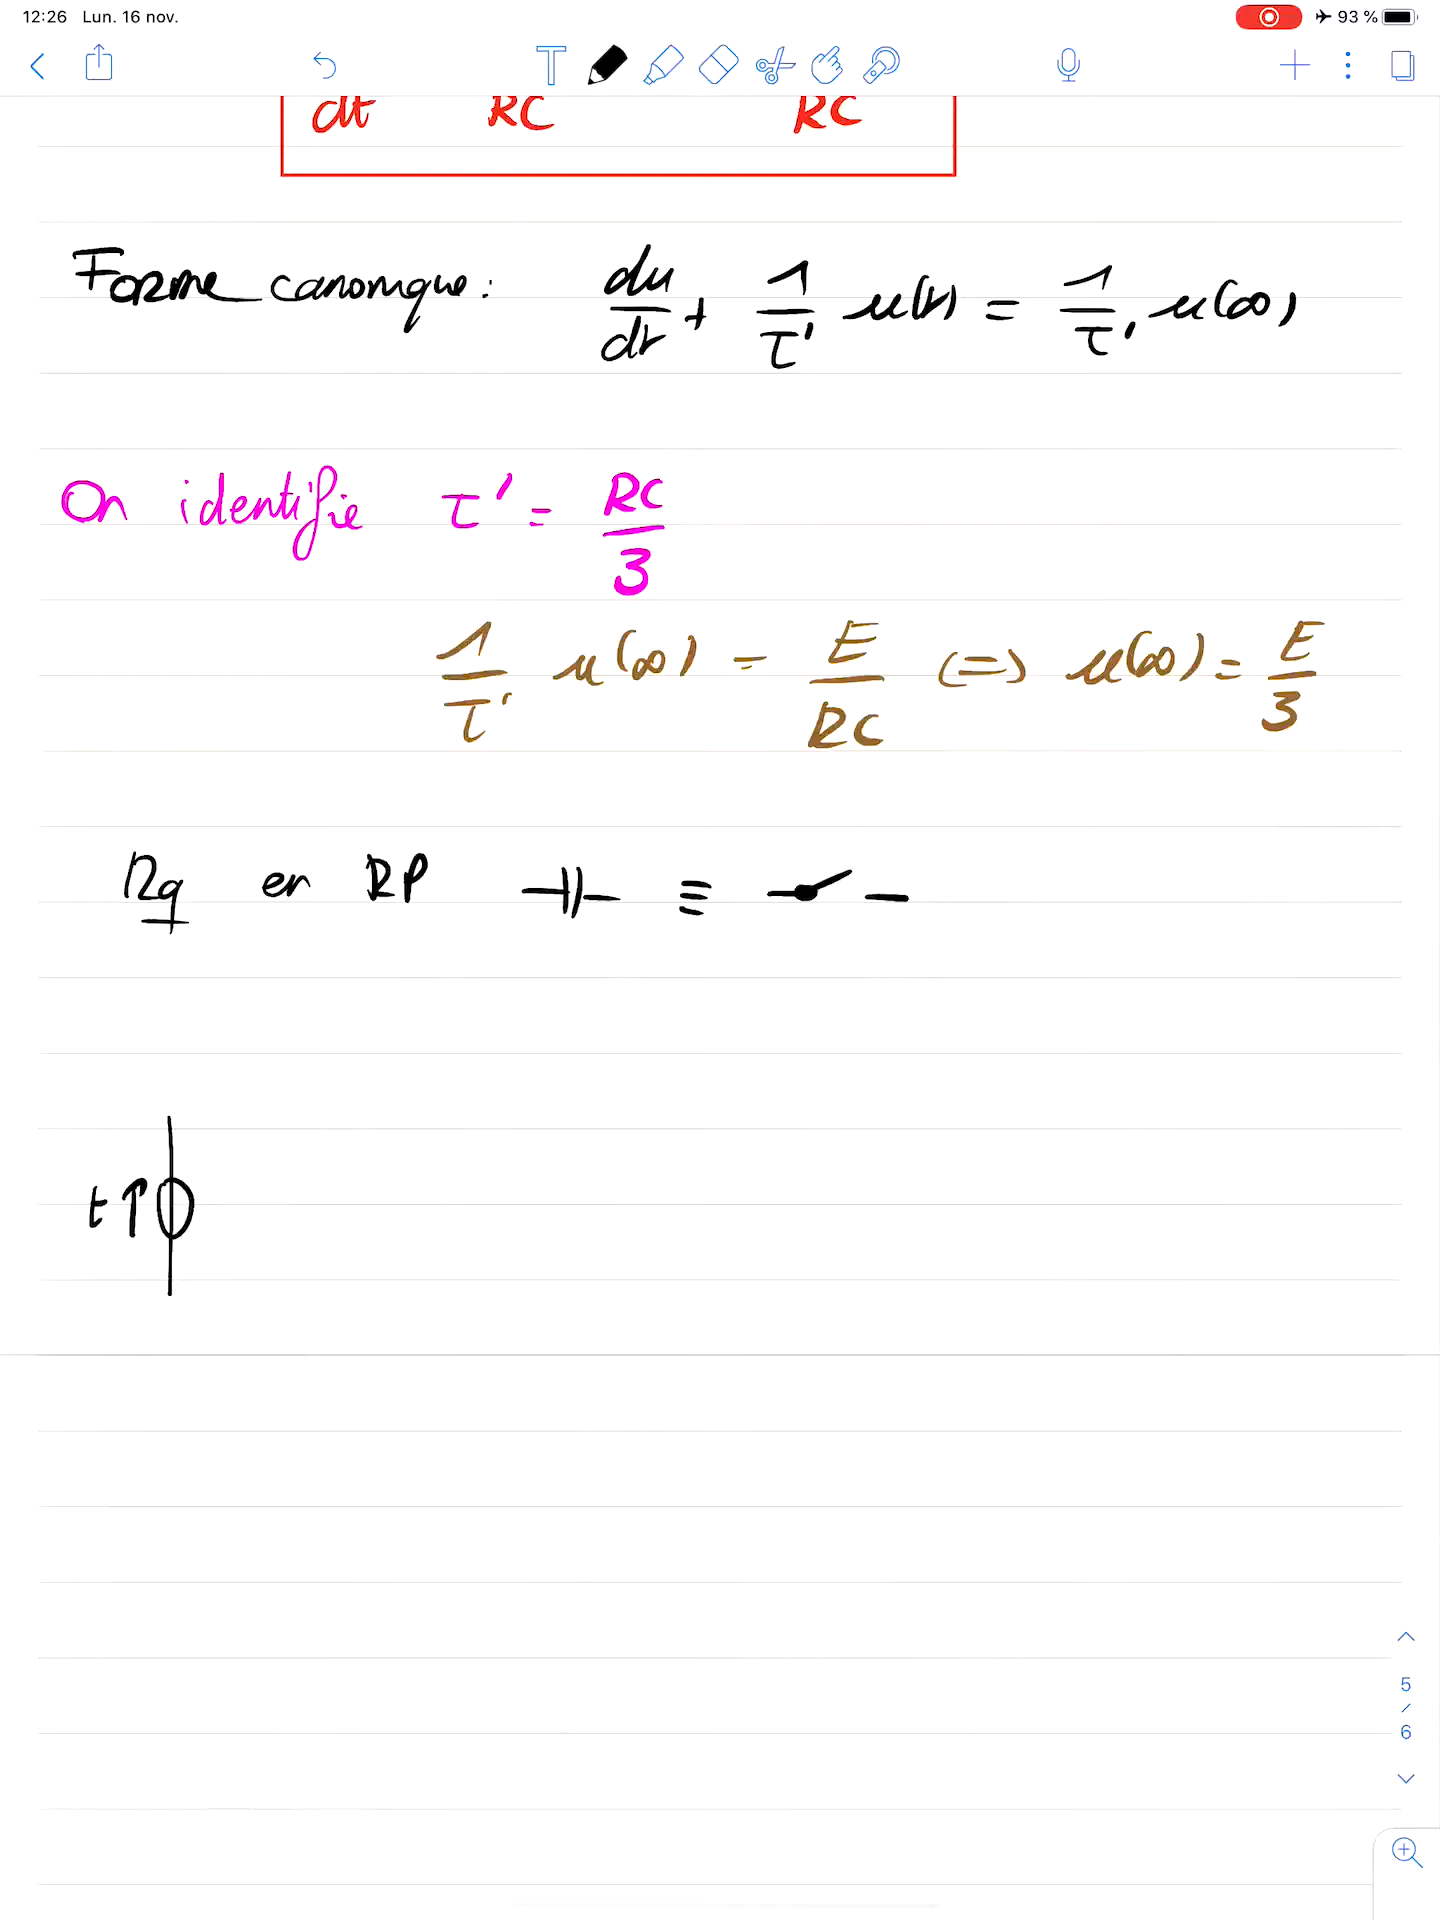 12:26 Lun. 16 nov. 93 %
dt RC RC
Forme canonique : du/dt + 1/τ' u(t) = 1/τ' u(∞)
On identifie τ' = RC/3
1/τ' u(∞) = E/RC (=) u(∞) = E/3
Rq en RP ≡
E
5
/
6